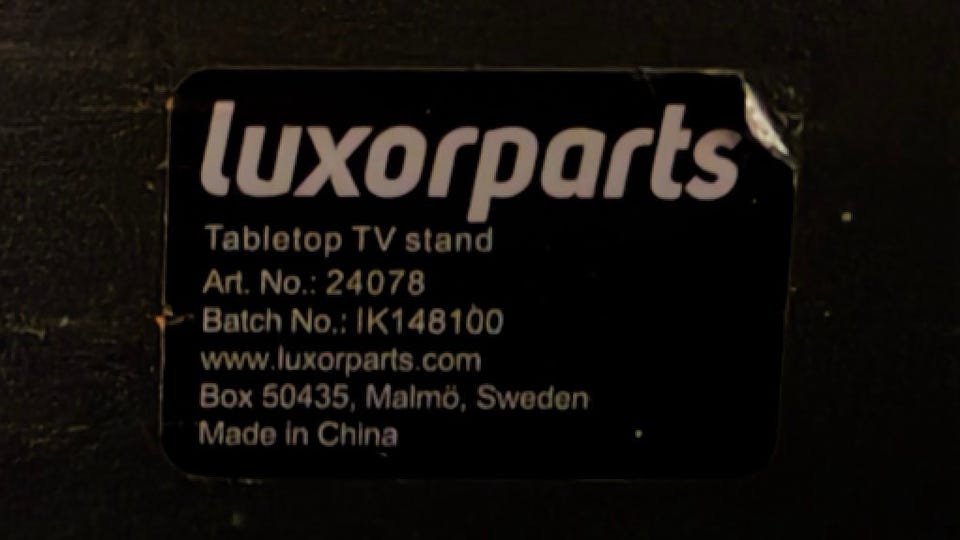 luxorparts
Tabletop TV stand
Art. No.: 24078
Batch No.: IK148100
www.luxorparts.com
Box 50435, Malmö, Sweden
Made in China